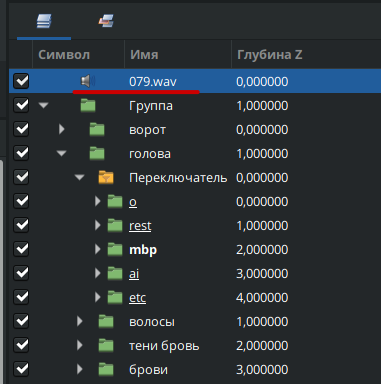 Символ Имя Глубина Z
079.wav 0,000000
Группа 1,000000
ворот 0,000000
голова 1,000000
Переключатель 0,000000
o 0,000000
rest 1,000000
mbp 2,000000
ai 3,000000
etc 4,000000
волосы 1,000000
тени бровь 2,000000
брови 3,000000